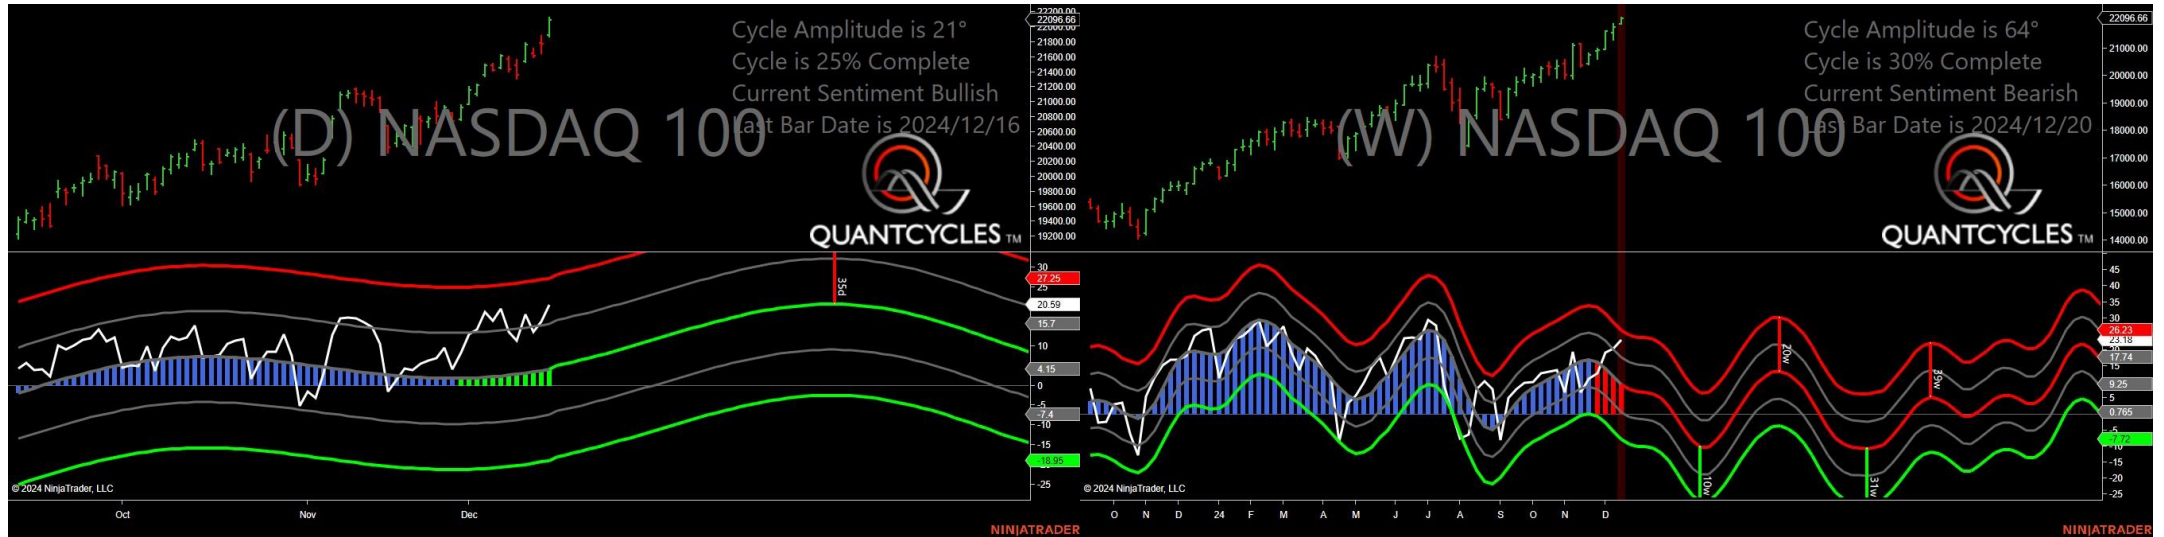 Cycle Amplitude is 21°
Cycle is 25% Complete
Current Sentiment Bullish
Last Bar Date is 2024/12/16
(D) NASDAQ 100
QUANTCYCLES TM
22200.00
22096.66
22000.00
21800.00
21600.00
21400.00
21200.00
21000.00
20800.00
20600.00
20400.00
20200.00
20000.00
19800.00
19600.00
19400.00
19200.00
35d
30
27.25
25
20.59
15.7
10
4.15
0
-5
-7.4
-10
-15
-18.95
-25
© 2024 NinjaTrader, LLC
Oct Nov Dec
NINJATRADER
Cycle Amplitude is 64°
Cycle is 30% Complete
Current Sentiment Bearish
Last Bar Date is 2024/12/20
(W) NASDAQ 100
QUANTCYCLES TM
22096.66
21000.00
20000.00
19000.00
18000.00
17000.00
16000.00
15000.00
14000.00
10w
20w
31w
39w
45
40
35
30
26.23
23.18
17.74
15
9.25
5
0.765
-5
-7.72
-10
-15
-20
-25
© 2024 NinjaTrader, LLC
O N D 24 F M A M J J A S O N D
NINJATRADER